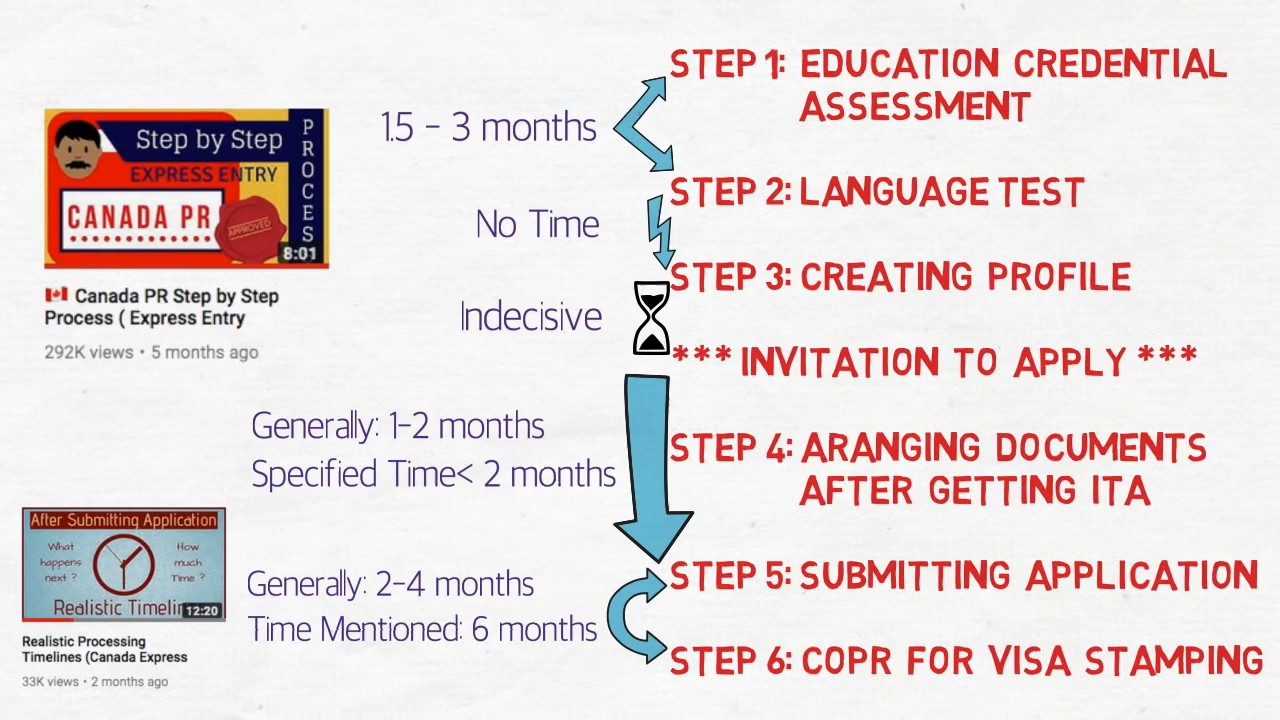 STEP 1: EDUCATION CREDENTIAL
ASSESSMENT
1.5 - 3 months
STEP 2: LANGUAGE TEST
No Time
STEP 3: CREATING PROFILE
Indecisive
*** INVITATION TO APPLY ***
Generally: 1-2 months
Specified Time< 2 months
STEP 4: ARANGING DOCUMENTS
AFTER GETTING ITA
STEP 5: SUBMITTING APPLICATION
Generally: 2-4 months
Time Mentioned: 6 months
STEP 6: COPR FOR VISA STAMPING
Step by Step
EXPRESS ENTRY
PROCES
CANADA PR
APPROVED
8:01
Canada PR Step by Step
Process ( Express Entry
292K views • 5 months ago
After Submitting Application
What
happens
next ?
How
much
Time ?
Realistic Timelin
12:20
Realistic Processing
Timelines (Canada Express
33K views • 2 months ago